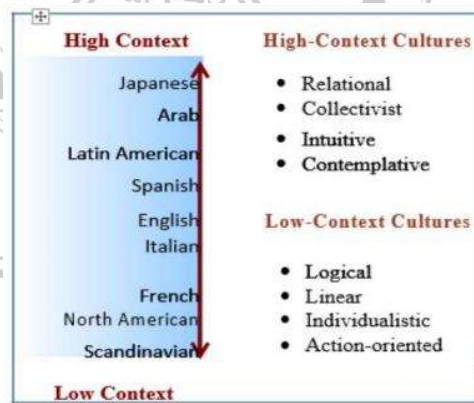 High Context
Japanese
Arab
Latin American
Spanish
English
Italian
French
North American
Scandinavian
Low Context
High-Context Cultures
• Relational
• Collectivist
• Intuitive
• Contemplative
Low-Context Cultures
• Logical
• Linear
• Individualistic
• Action-oriented